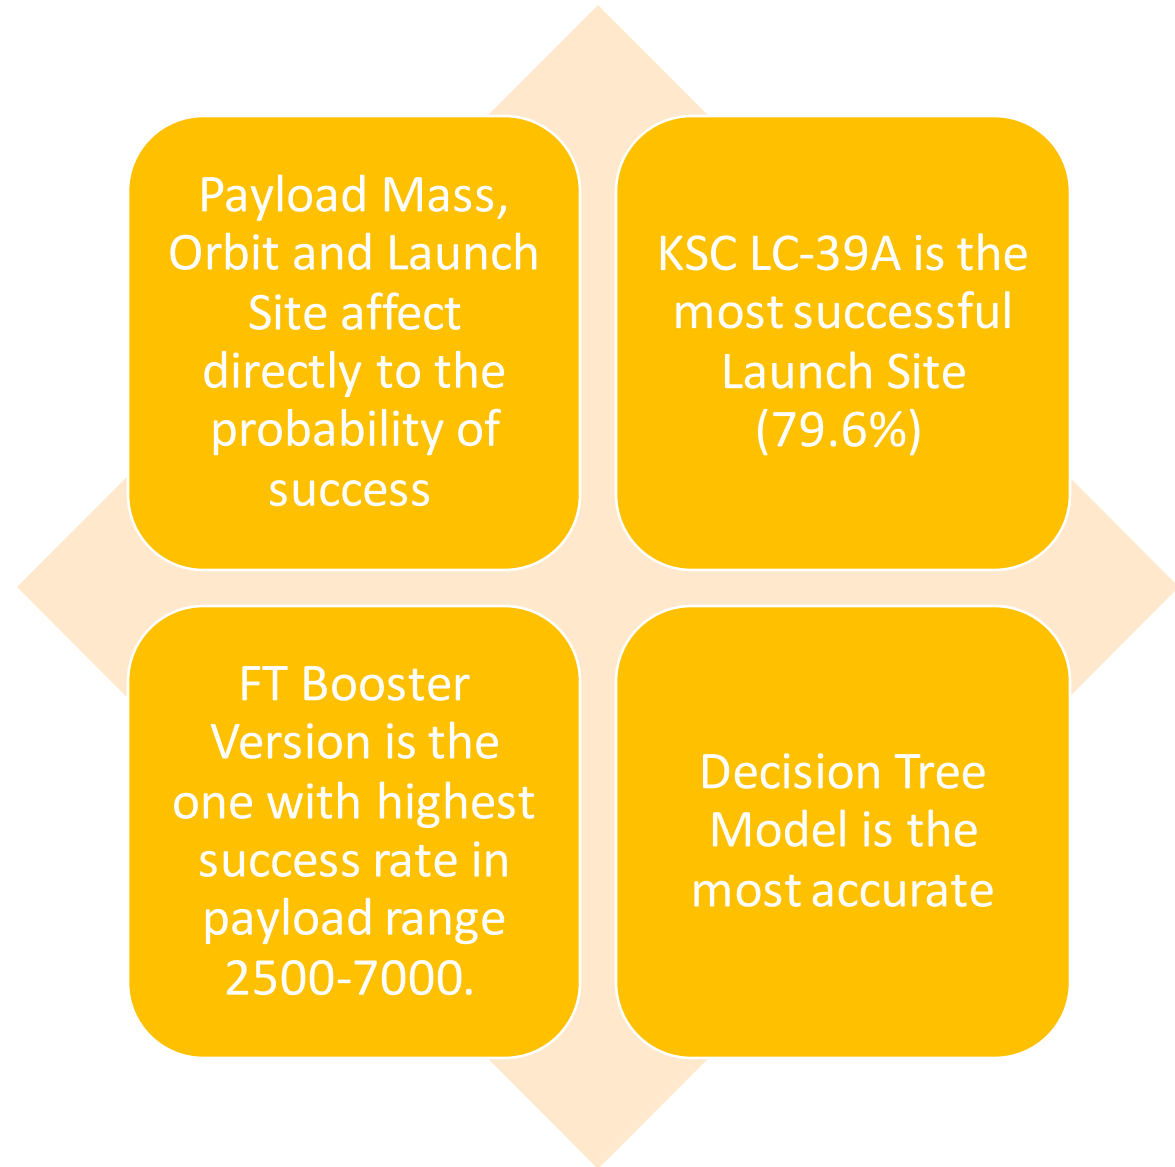 Payload Mass,
Orbit and Launch
Site affect
directly to the
probability of
success
KSC LC-39A is the
most successful
Launch Site
(79.6%)
FT Booster
Version is the
one with highest
success rate in
payload range
2500-7000.
Decision Tree
Model is the
most accurate